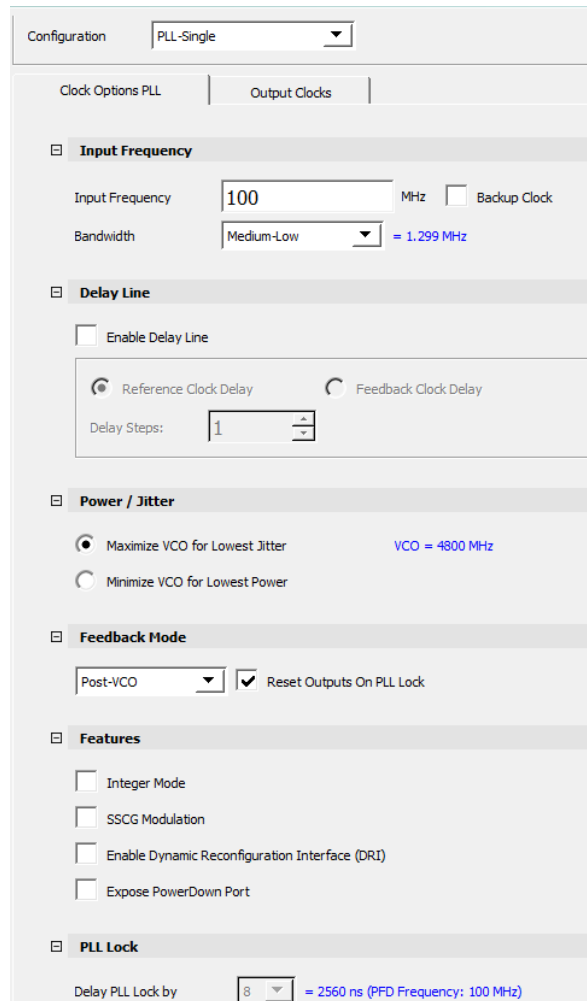 Configuration PLL-Single
Clock Options PLL Output Clocks
Input Frequency
Input Frequency 100 MHz Backup Clock
Bandwidth Medium-Low = 1.299 MHz
Delay Line
Enable Delay Line
Reference Clock Delay Feedback Clock Delay
Delay Steps: 1
Power / Jitter
Maximize VCO for Lowest Jitter VCO = 4800 MHz
Minimize VCO for Lowest Power
Feedback Mode
Post-VCO Reset Outputs On PLL Lock
Features
Integer Mode
SSCG Modulation
Enable Dynamic Reconfiguration Interface (DRI)
Expose PowerDown Port
PLL Lock
Delay PLL Lock by 8 = 2560 ns (PFD Frequency: 100 MHz)